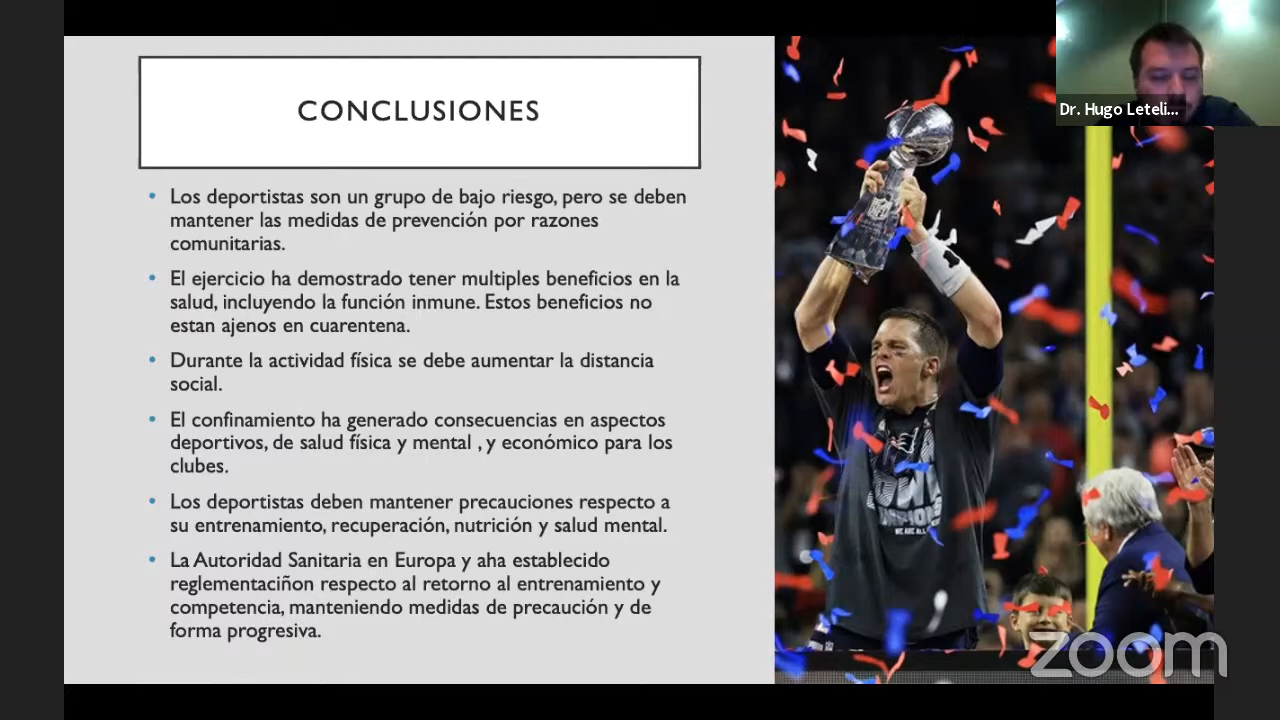 CONCLUSIONES
• Los deportistas son un grupo de bajo riesgo, pero se deben
mantener las medidas de prevención por razones
comunitarias.
• El ejercicio ha demostrado tener multiples beneficios en la
salud, incluyendo la función inmune. Estos beneficios no
estan ajenos en cuarentena.
• Durante la actividad física se debe aumentar la distancia
social.
• El confinamiento ha generado consecuencias en aspectos
deportivos, de salud física y mental , y económico para los
clubes.
• Los deportistas deben mantener precauciones respecto a
su entrenamiento, recuperación, nutrición y salud mental.
• La Autoridad Sanitaria en Europa y aha establecido
reglementaciñon respecto al retorno al entrenamiento y
competencia, manteniendo medidas de precaución y de
forma progresiva.
Dr. Hugo Leteli...
NFL
WE ARE ALL
zoom